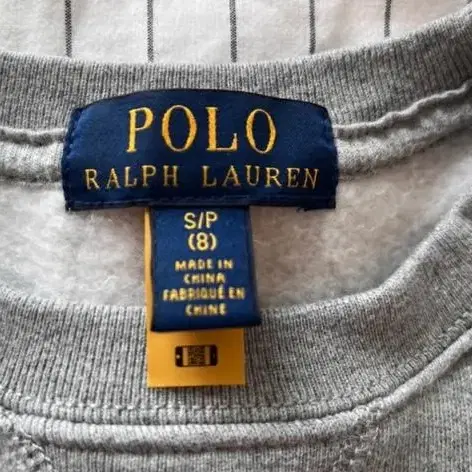 POLO
RALPH LAUREN
S/P
(8)
MADE IN
CHINA
FABRIQUÉ EN
CHINE